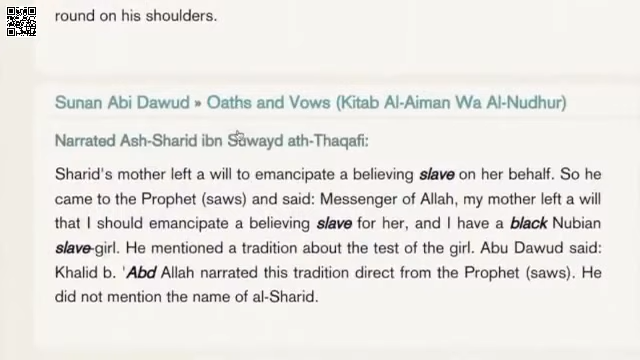 round on his shoulders.
Sunan Abi Dawud » Oaths and Vows (Kitab Al-Aiman Wa Al-Nudhur)
Narrated Ash-Sharid ibn Suwayd ath-Thaqafi:
Sharid's mother left a will to emancipate a believing slave on her behalf. So he
came to the Prophet (saws) and said: Messenger of Allah, my mother left a will
that I should emancipate a believing slave for her, and I have a black Nubian
slave-girl. He mentioned a tradition about the test of the girl. Abu Dawud said:
Khalid b. 'Abd Allah narrated this tradition direct from the Prophet (saws). He
did not mention the name of al-Sharid.